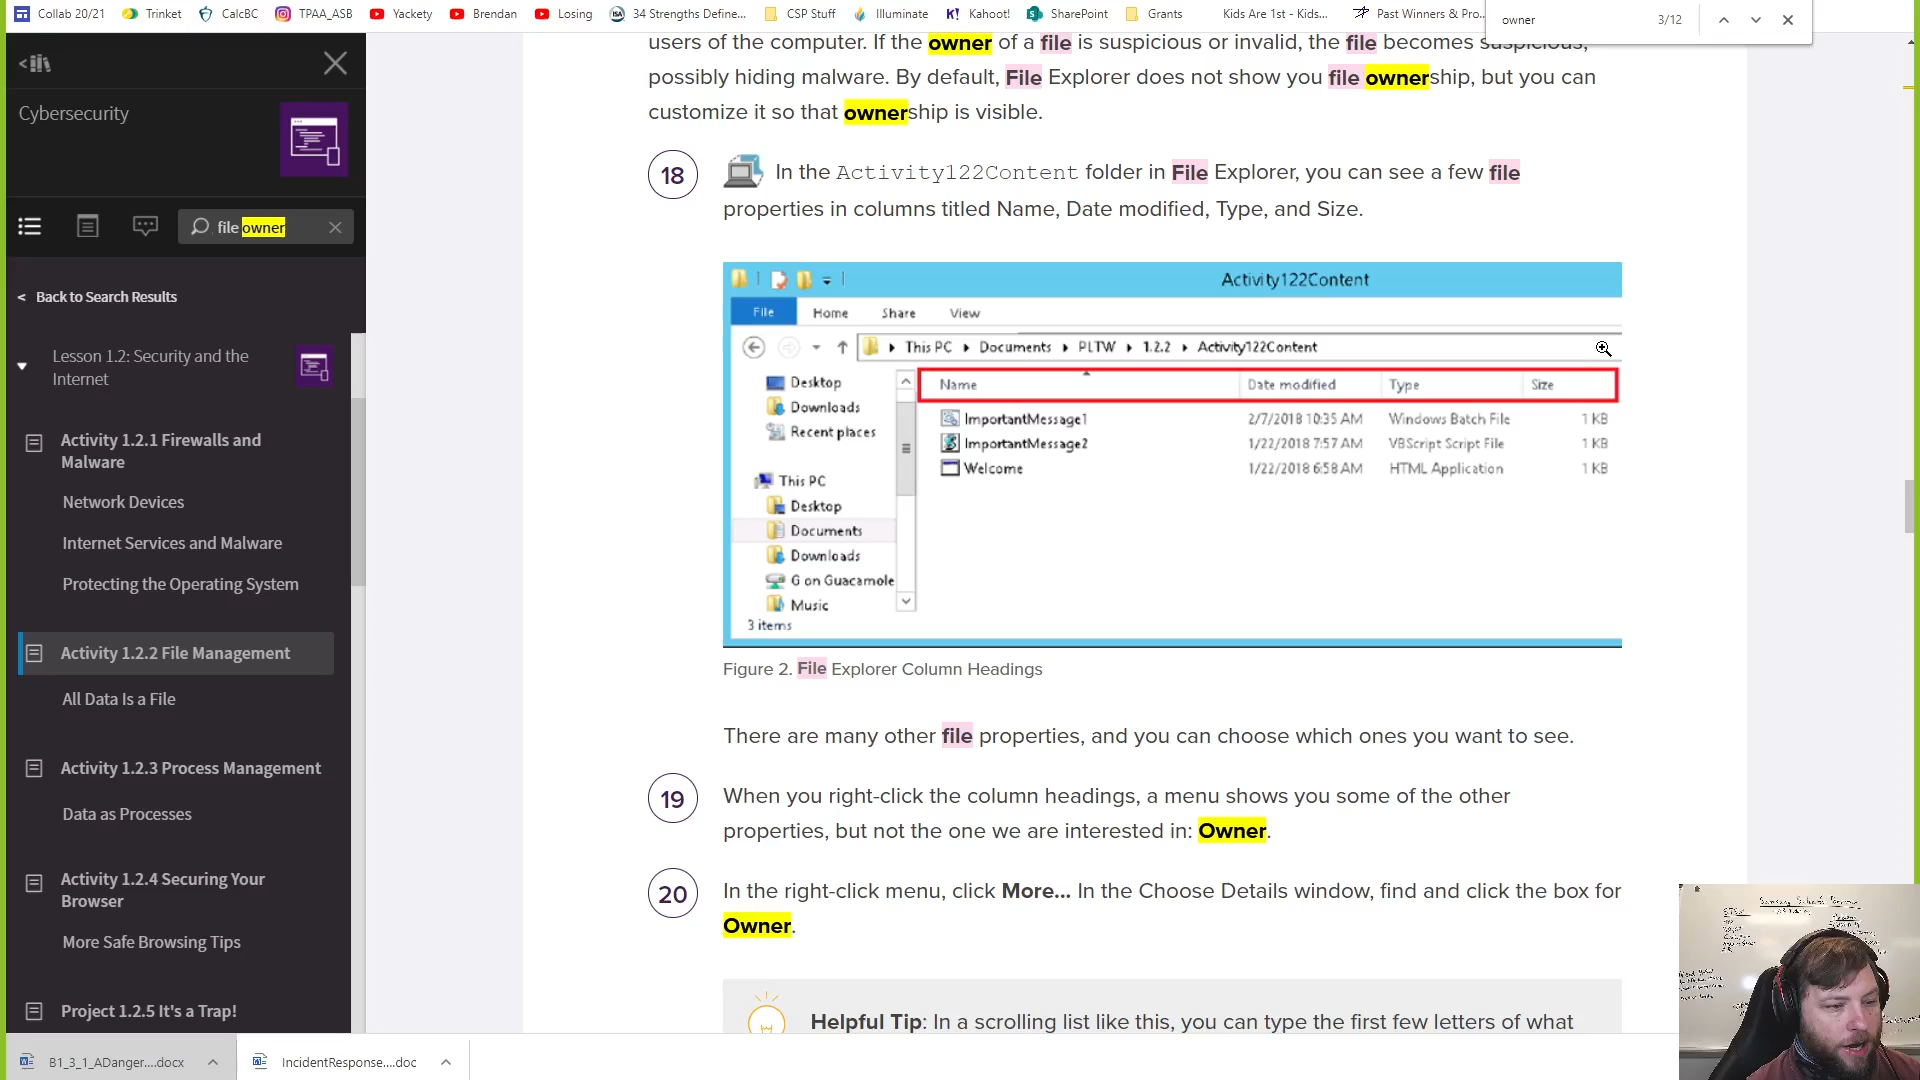 Collab 20/21 Trinket CalcBC TPAA_ASB Yackety Brendan Losing 34 Strengths Define... CSP Stuff Illuminate Kahoot! SharePoint Grants Kids Are 1st - Kids... Past Winners & Pro...
owner 3/12
Cybersecurity
file owner
< Back to Search Results
Lesson 1.2: Security and the
Internet
Activity 1.2.1 Firewalls and
Malware
Network Devices
Internet Services and Malware
Protecting the Operating System
Activity 1.2.2 File Management
All Data Is a File
Activity 1.2.3 Process Management
Data as Processes
Activity 1.2.4 Securing Your
Browser
More Safe Browsing Tips
Project 1.2.5 It's a Trap!
users of the computer. If the owner of a file is suspicious or invalid, the file becomes suspicious,
possibly hiding malware. By default, File Explorer does not show you file ownership, but you can
customize it so that ownership is visible.
18 In the Activity122Content folder in File Explorer, you can see a few file
properties in columns titled Name, Date modified, Type, and Size.
Activity122Content
File Home Share View
This PC Documents PLTW 1.2.2 Activity122Content
Desktop
Downloads
Recent places
This PC
Desktop
Documents
Downloads
G on Guacamole
Music
3 items
Name Date modified Type Size
ImportantMessage1 2/7/2018 10:35 AM Windows Batch File 1 KB
ImportantMessage2 1/22/2018 7:57 AM VBScript Script File 1 KB
Welcome 1/22/2018 6:58 AM HTML Application 1 KB
Figure 2. File Explorer Column Headings
There are many other file properties, and you can choose which ones you want to see.
19 When you right-click the column headings, a menu shows you some of the other
properties, but not the one we are interested in: Owner.
20 In the right-click menu, click More... In the Choose Details window, find and click the box for
Owner.
Helpful Tip: In a scrolling list like this, you can type the first few letters of what
B1_3_1_ADanger....docx IncidentResponse....doc